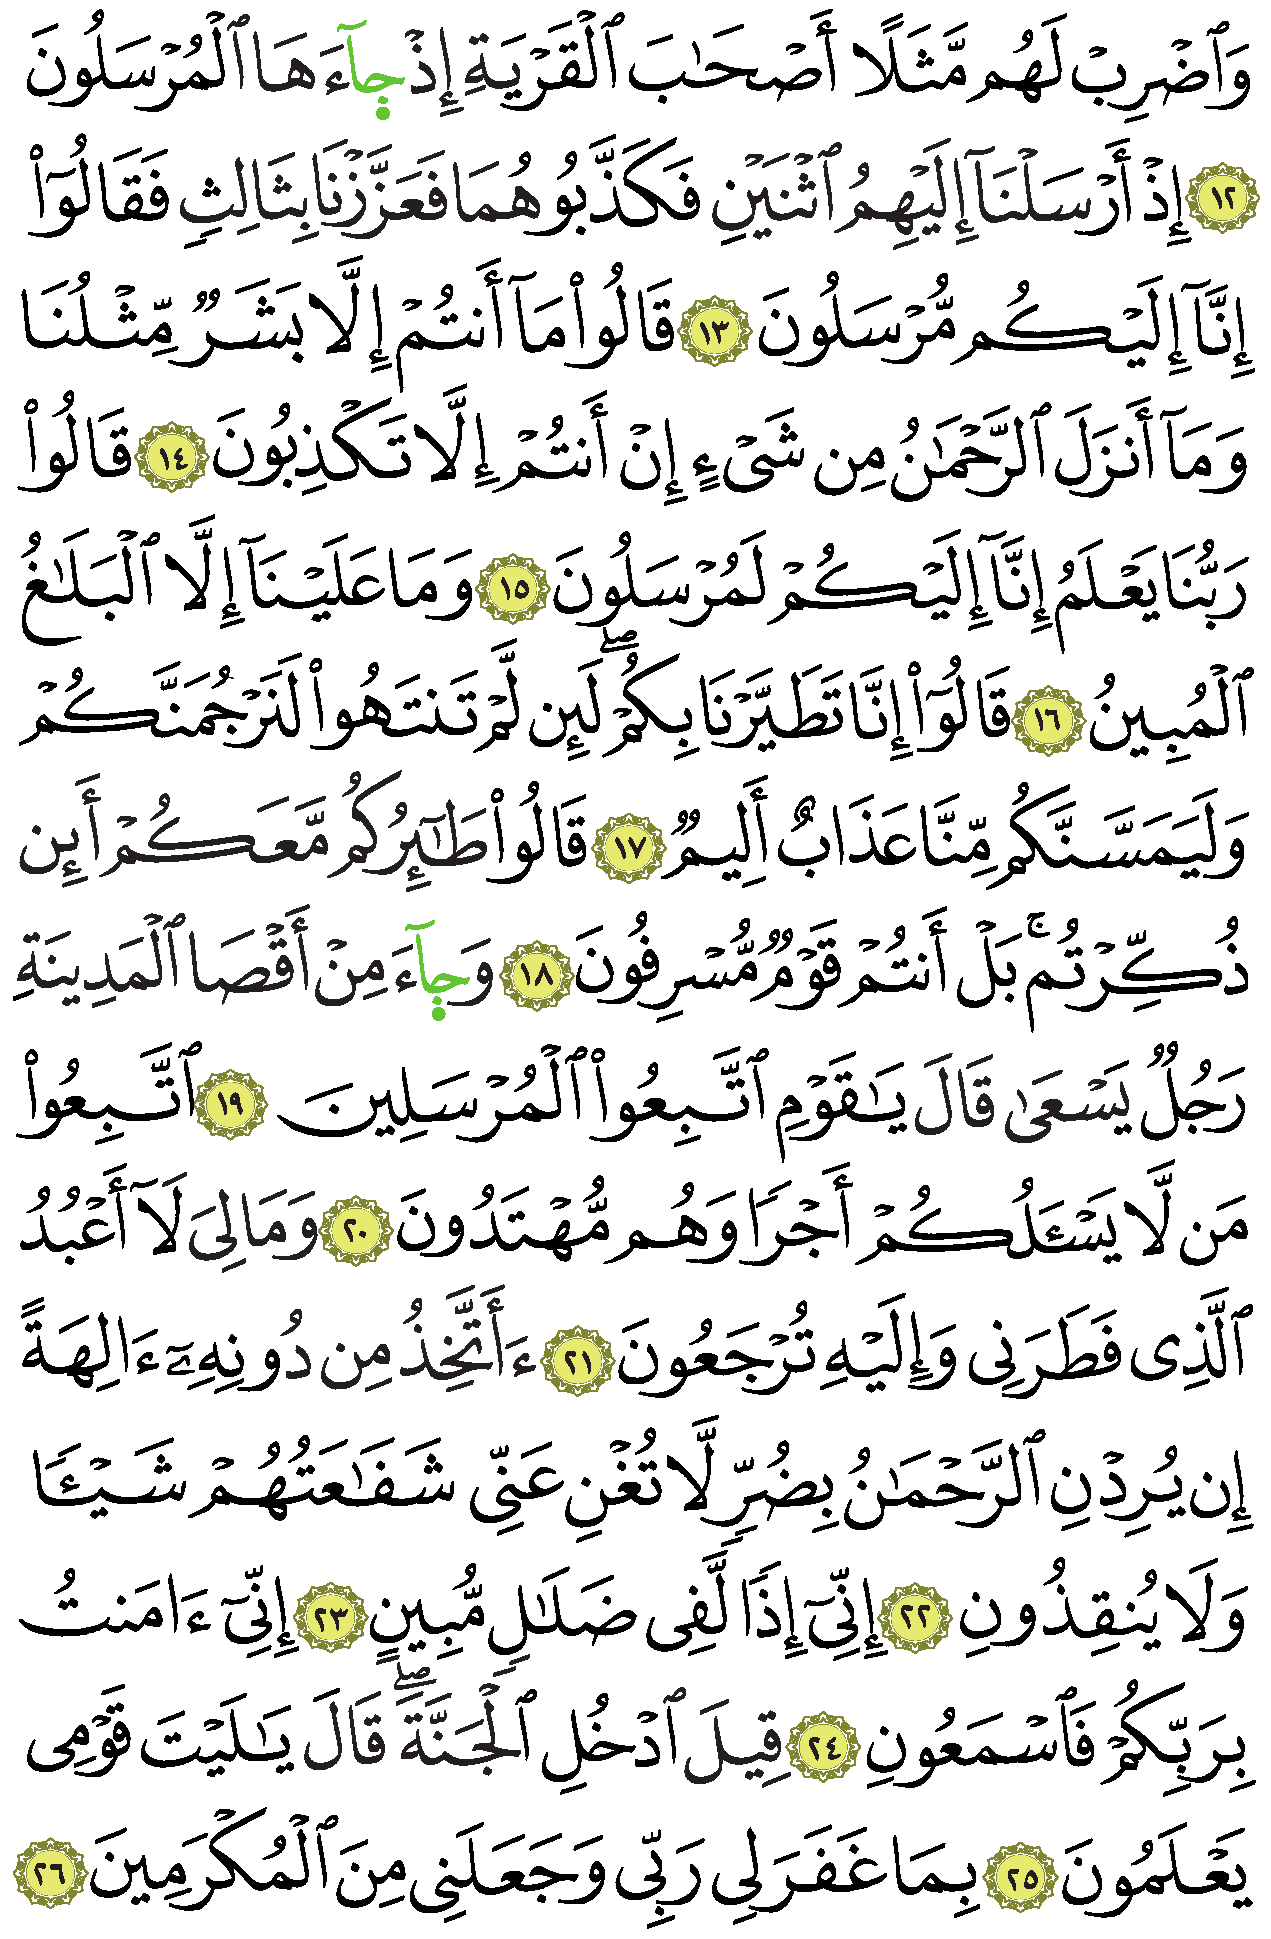 وَٱضۡرِبۡ لَهُم مَّثَلًا أَصۡحَٰبَ ٱلۡقَرۡيَةِ إِذۡ جَآءَهَا ٱلۡمُرۡسَلُونَ
١٢ إِذۡ أَرۡسَلۡنَآ إِلَيۡهِمُ ٱثۡنَيۡنِ فَكَذَّبُوهُمَا فَعَزَّزۡنَا بِثَالِثٖ فَقَالُوٓاْ
إِنَّآ إِلَيۡكُم مُّرۡسَلُونَ ١٣ قَالُواْ مَآ أَنتُمۡ إِلَّا بَشَرٞ مِّثۡلُنَا
وَمَآ أَنزَلَ ٱلرَّحۡمَٰنُ مِن شَيۡءٍ إِنۡ أَنتُمۡ إِلَّا تَكۡذِبُونَ ١٤ قَالُواْ
رَبُّنَا يَعۡلَمُ إِنَّآ إِلَيۡكُمۡ لَمُرۡسَلُونَ ١٥ وَمَا عَلَيۡنَآ إِلَّا ٱلۡبَلَٰغُ
ٱلۡمُبِينُ ١٦ قَالُوٓاْ إِنَّا تَطَيَّرۡنَا بِكُمۡۖ لَئِن لَّمۡ تَنتَهُواْ لَنَرۡجُمَنَّكُمۡ
وَلَيَمَسَّنَّكُم مِّنَّا عَذَابٌ أَلِيمٞ ١٧ قَالُواْ طَٰٓئِرُكُم مَّعَكُمۡ أَئِن
ذُكِّرۡتُمۚ بَلۡ أَنتُمۡ قَوۡمٞ مُّسۡرِفُونَ ١٨ وَجَآءَ مِنۡ أَقۡصَا ٱلۡمَدِينَةِ
رَجُلٞ يَسۡعَىٰ قَالَ يَٰقَوۡمِ ٱتَّبِعُواْ ٱلۡمُرۡسَلِينَ ١٩ ٱتَّبِعُواْ
مَن لَّا يَسۡـَٔلُكُمۡ أَجۡرٗا وَهُم مُّهۡتَدُونَ ٢٠ وَمَالِيَ لَآ أَعۡبُدُ
ٱلَّذِي فَطَرَنِي وَإِلَيۡهِ تُرۡجَعُونَ ٢١ ءَأَتَّخِذُ مِن دُونِهِۦٓ ءَالِهَةً
إِن يُرِدۡنِ ٱلرَّحۡمَٰنُ بِضُرّٖ لَّا تُغۡنِ عَنِّي شَفَٰعَتُهُمۡ شَيۡـٔٗا
وَلَا يُنقِذُونِ ٢٢ إِنِّيٓ إِذٗا لَّفِي ضَلَٰلٖ مُّبِينٍ ٢٣ إِنِّيٓ ءَامَنتُ
بِرَبِّكُمۡ فَٱسۡمَعُونِ ٢٤ قِيلَ ٱدۡخُلِ ٱلۡجَنَّةَۖ قَالَ يَٰلَيۡتَ قَوۡمِي
يَعۡلَمُونَ ٢٥ بِمَا غَفَرَ لِي رَبِّي وَجَعَلَنِي مِنَ ٱلۡمُكۡرَمِينَ ٢٦